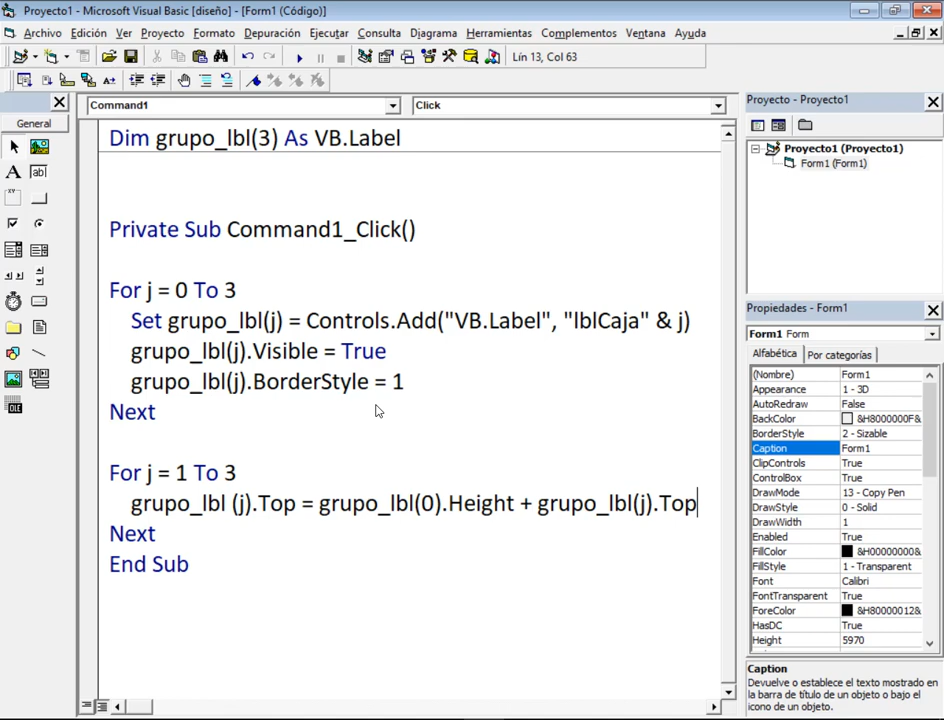 Proyecto1 - Microsoft Visual Basic [diseño] - [Form1 (Código)]
Archivo Edición Ver Proyecto Formato Depuración Ejecutar Consulta Diagrama Herramientas Complementos Ventana Ayuda
Lín 13, Col 63
General
Command1
Click
Dim grupo_lbl(3) As VB.Label
Private Sub Command1_Click()
For j = 0 To 3
Set grupo_lbl(j) = Controls.Add("VB.Label", "lblCaja" & j)
grupo_lbl(j).Visible = True
grupo_lbl(j).BorderStyle = 1
Next
For j = 1 To 3
grupo_lbl (j).Top = grupo_lbl(0).Height + grupo_lbl(j).Top
Next
End Sub
Proyecto - Proyecto1
Proyecto1 (Proyecto1)
Form1 (Form1)
Propiedades - Form1
Form1 Form
Alfabética Por categorías
(Nombre) Form1
Appearance 1 - 3D
AutoRedraw False
BackColor &H8000000F&
BorderStyle 2 - Sizable
Caption Form1
ClipControls True
ControlBox True
DrawMode 13 - Copy Pen
DrawStyle 0 - Solid
DrawWidth 1
Enabled True
FillColor &H00000000&
FillStyle 1 - Transparent
Font Calibri
FontTransparent True
ForeColor &H80000012&
HasDC True
Height 5970
Caption
Devuelve o establece el texto mostrado en
la barra de título de un objeto o bajo el
icono de un objeto.